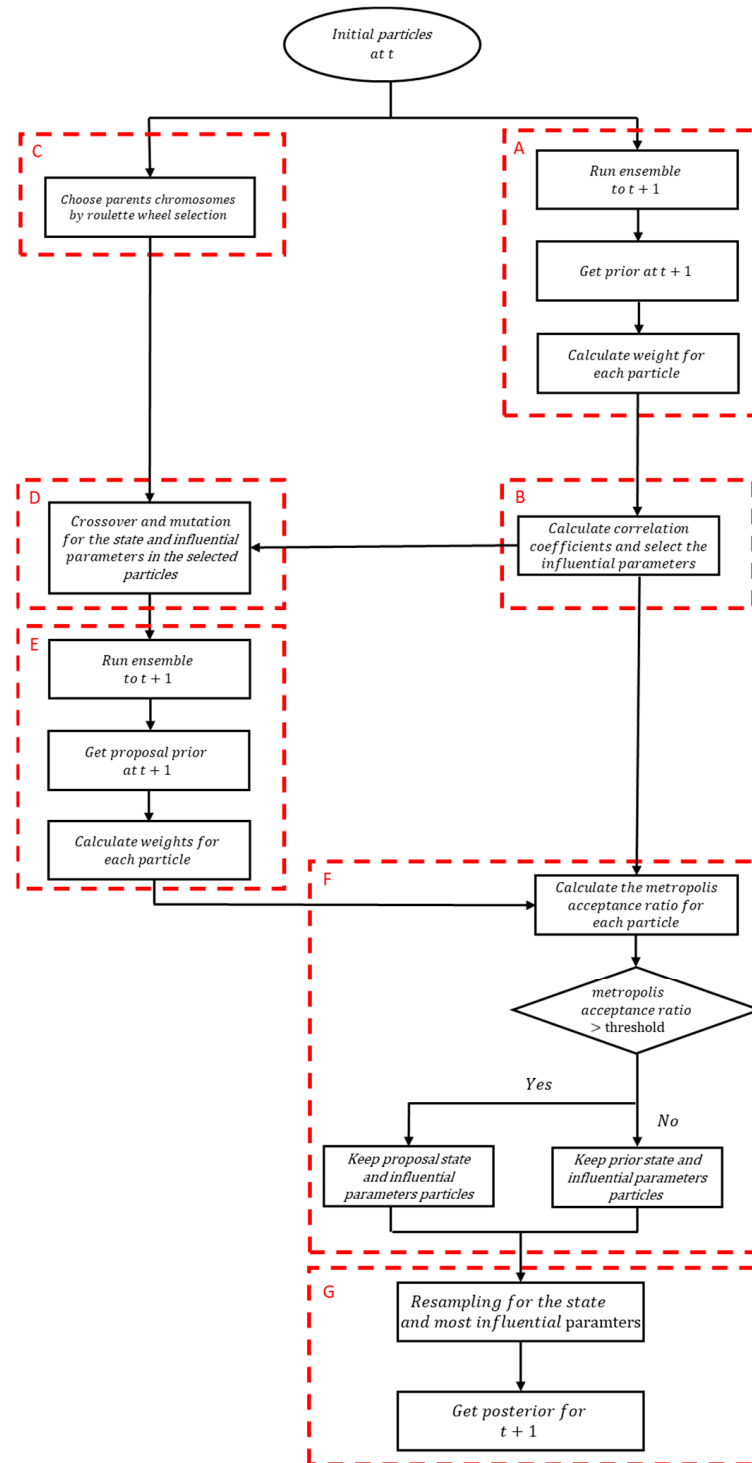 Initial particles
at t
C
Choose parents chromosomes
by roulette wheel selection
A
Run ensemble
to t + 1
Get prior at t + 1
Calculate weight for
each particle
D
Crossover and mutation
for the state and influential
parameters in the selected
particles
B
Calculate correlation
coefficients and select the
influential parameters
E
Run ensemble
to t + 1
Get proposal prior
at t + 1
Calculate weights for
each particle
F
Calculate the metropolis
acceptance ratio for
each particle
metropolis
acceptance ratio
> threshold
Yes
No
Keep proposal state
and influential
parameters particles
Keep prior state and
influential parameters
particles
G
Resampling for the state
and most influential paramters
Get posterior for
t + 1